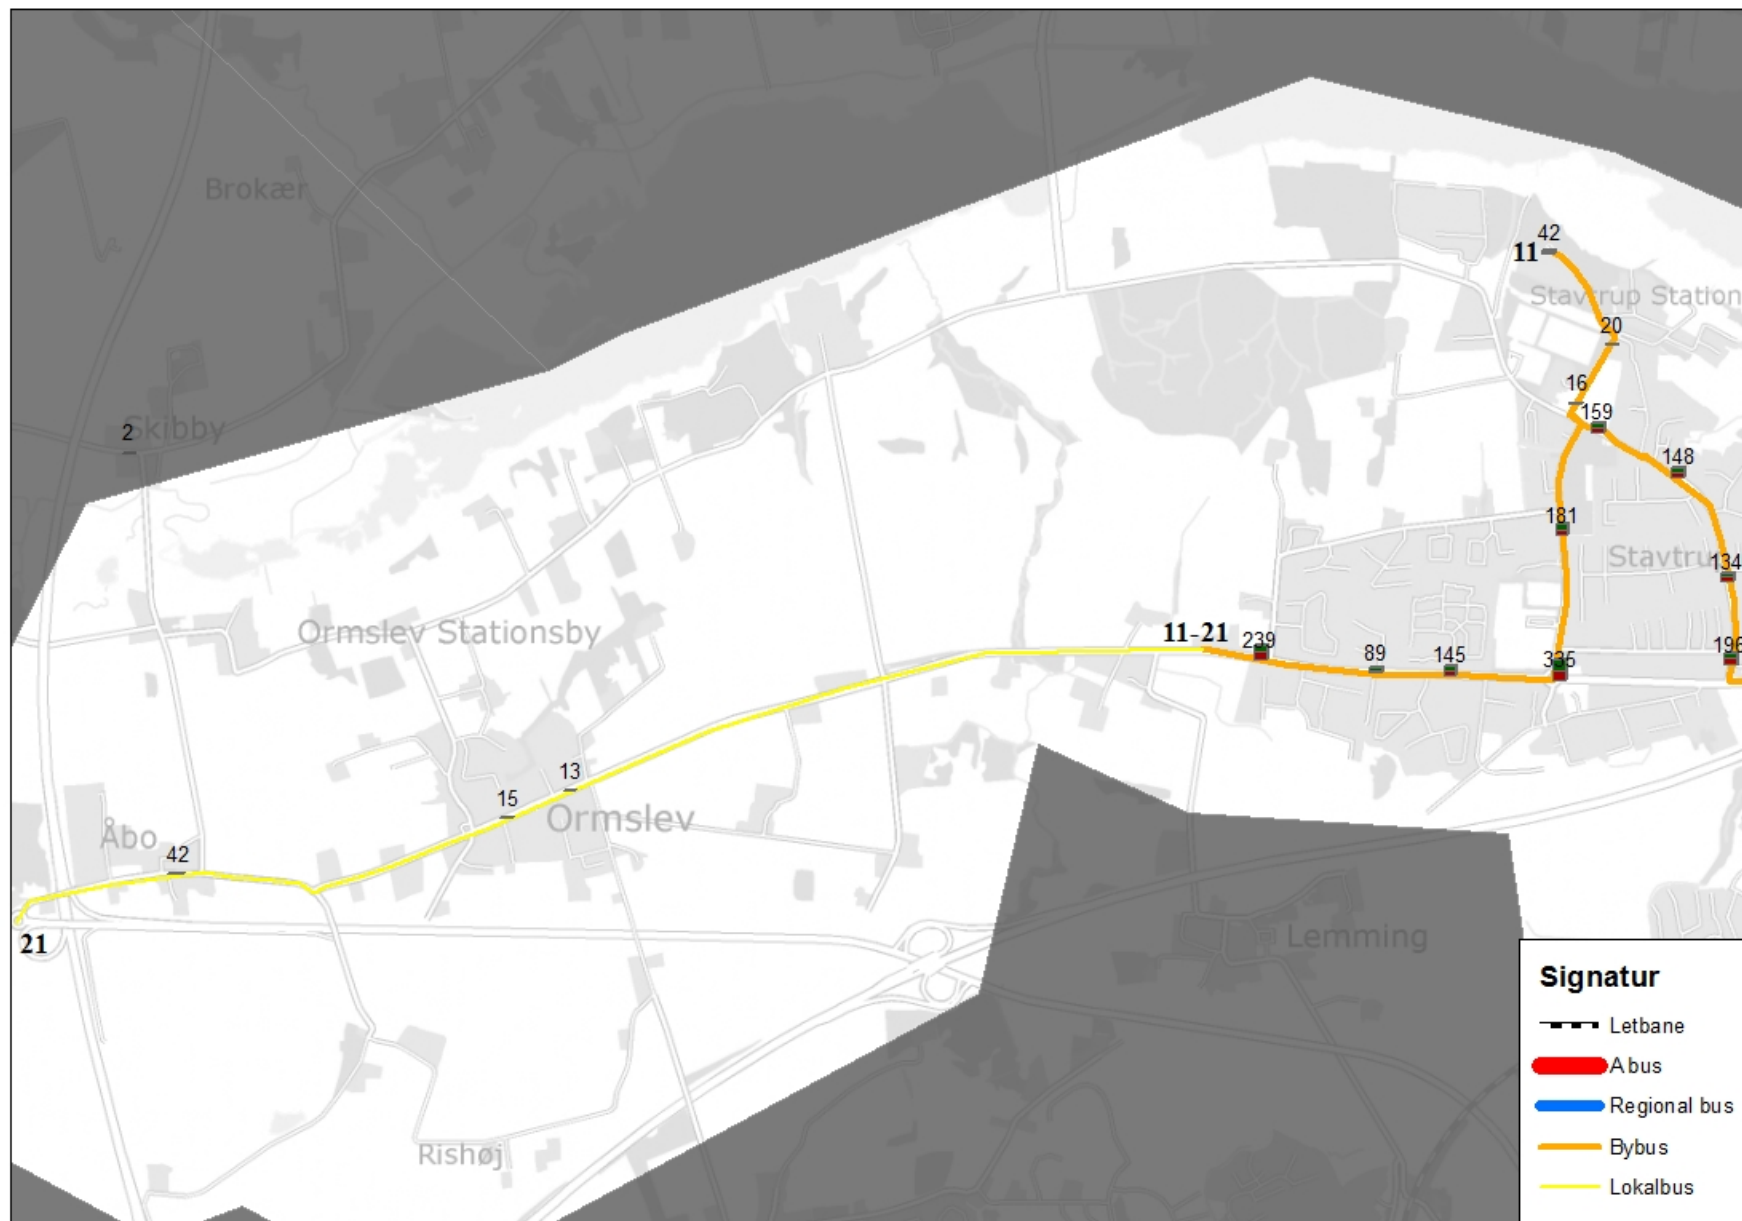 Brokær
42
11
Stavtrup Station
20
16
159
2
Skibby
148
181
Stavtru
134
Ormslev Stationsby
11-21
239
89
145
335
196
13
15
Ormslev
Åbo
42
21
Lemming
Rishøj
Signatur
Letbane
A bus
Regional bus
Bybus
Lokalbus